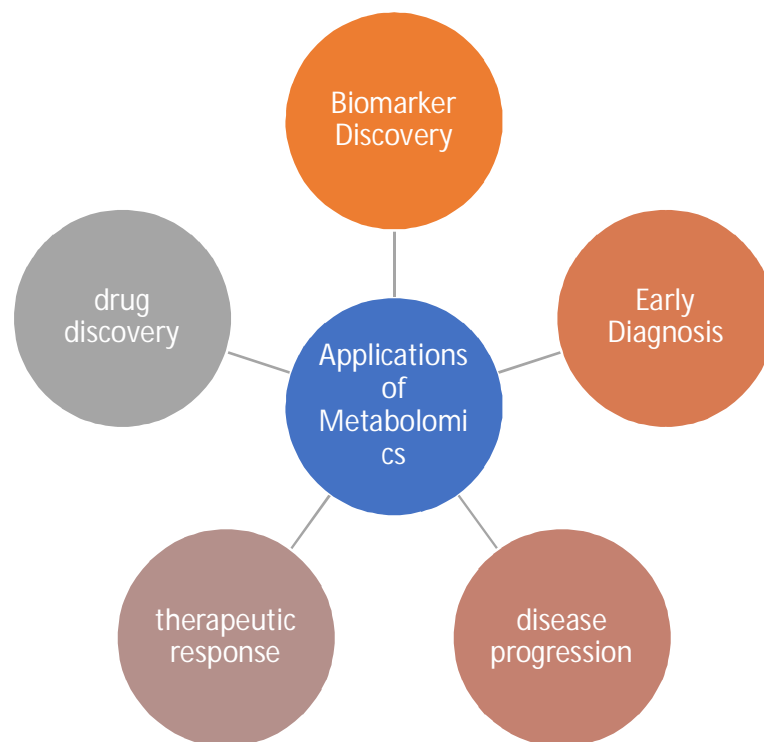 Biomarker
Discovery
Early
Diagnosis
disease
progression
therapeutic
response
drug
discovery
Applications
of
Metabolomi
cs